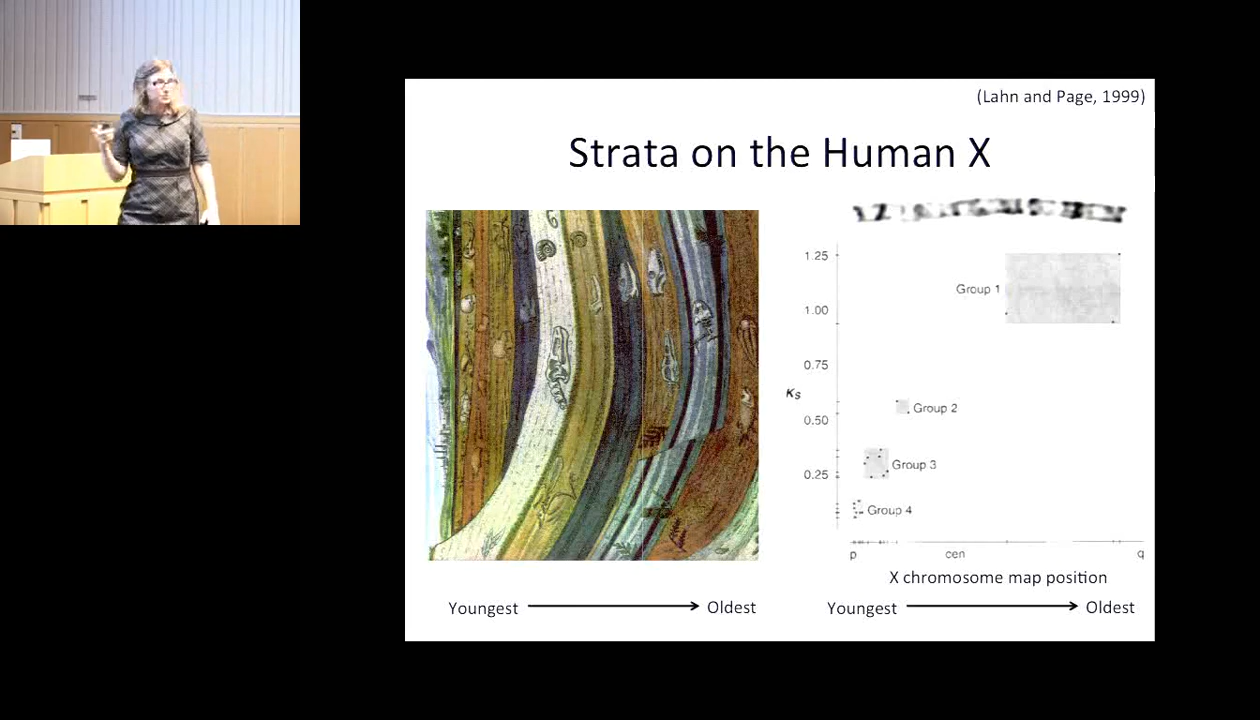 (Lahn and Page, 1999)
Strata on the Human X
1.25
Group 1
1.00
0.75
Ks
0.50
Group 2
0.25
Group 3
Group 4
p cen q
X chromosome map position
Youngest Oldest
Youngest Oldest